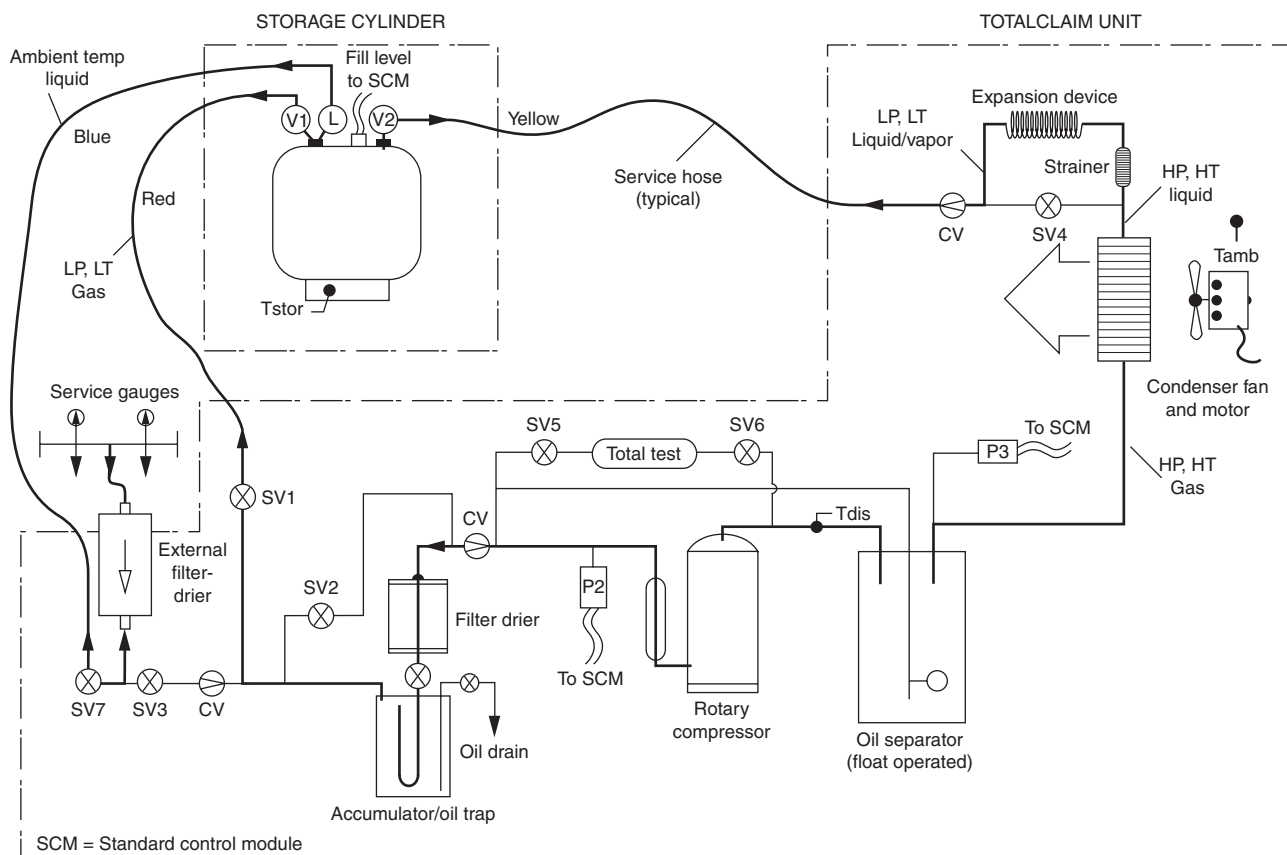 STORAGE CYLINDER
TOTALCLAIM UNIT
Ambient temp
liquid
Fill level
to SCM
Blue
V1
L
V2
Yellow
Service hose
(typical)
LP, LT
Liquid/vapor
Expansion device
Strainer
HP, HT
liquid
CV
SV4
Tamb
Red
LP, LT
Gas
Tstor
Condenser fan
and motor
Service gauges
SV5
Total test
SV6
P3
To SCM
HP, HT
Gas
SV1
CV
Tdis
External
filter-
drier
SV2
P2
Filter drier
To SCM
SV7
SV3
CV
Rotary
compressor
Oil drain
Oil separator
(float operated)
Accumulator/oil trap
SCM = Standard control module